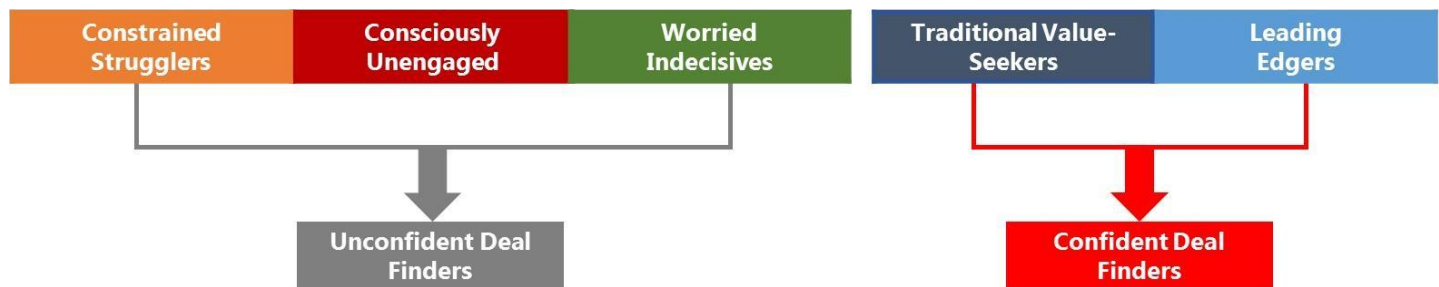 Constrained
Strugglers
Consciously
Unengaged
Worried
Indecisives
Traditional Value-
Seekers
Leading
Edgers
Unconfident Deal
Finders
Confident Deal
Finders